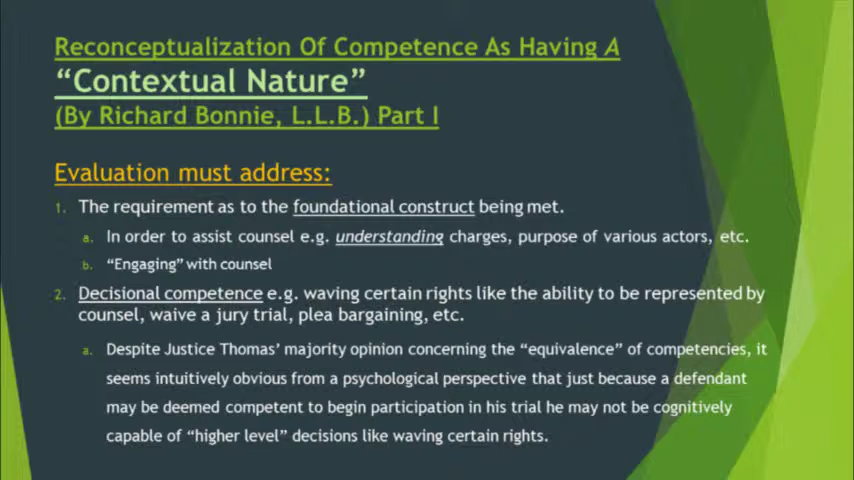 Reconceptualization Of Competence As Having A
“Contextual Nature”
(By Richard Bonnie, L.L.B.) Part I
Evaluation must address:
1. The requirement as to the foundational construct being met.
a. In order to assist counsel e.g. understanding charges, purpose of various actors, etc.
b. “Engaging” with counsel
2. Decisional competence e.g. waving certain rights like the ability to be represented by
counsel, waive a jury trial, plea bargaining, etc.
a. Despite Justice Thomas’ majority opinion concerning the “equivalence” of competencies, it
seems intuitively obvious from a psychological perspective that just because a defendant
may be deemed competent to begin participation in his trial he may not be cognitively
capable of “higher level” decisions like waving certain rights.